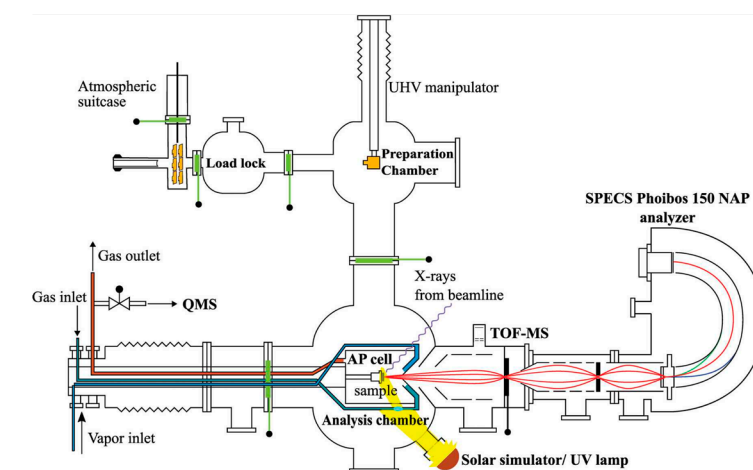 Atmospheric
suitcase
UHV manipulator
Load lock
Preparation
Chamber
SPECS Phoibos 150 NAP
analyzer
Gas outlet
X-rays
from beamline
Gas inlet
QMS
TOF-MS
AP cell
sample
Analysis chamber
Vapor inlet
Solar simulator/ UV lamp